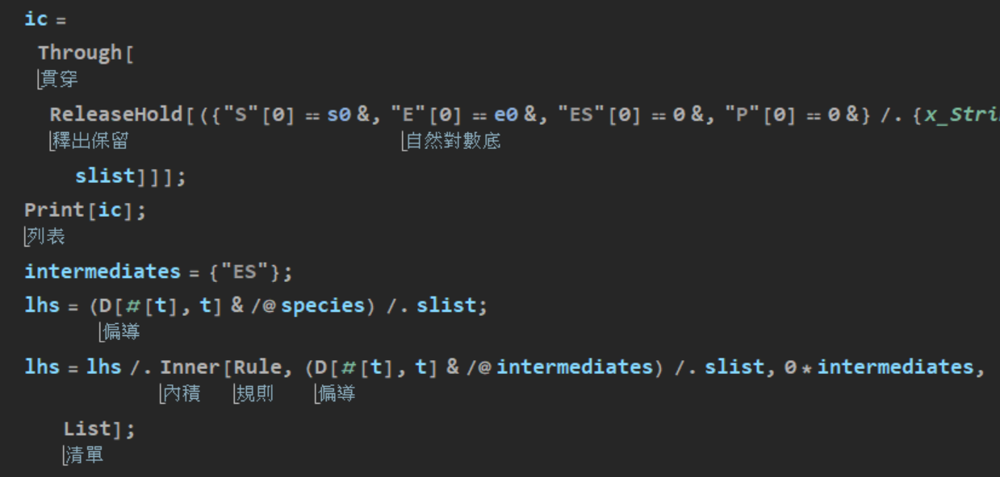 ic =
Through[
貫穿
ReleaseHold[({"S"[0] == s0 &, "E"[0] == e0 &, "ES"[0] == 0 &, "P"[0] == 0 &} /. {x_Stri
釋出保留 自然對數底
slist]]];
Print[ic];
列表
intermediates = {"ES"};
lhs = (D[#[t], t] & /@ species) /. slist;
偏導
lhs = lhs /. Inner[Rule, (D[#[t], t] & /@ intermediates) /. slist, 0 * intermediates,
內積 規則 偏導
List];
清單